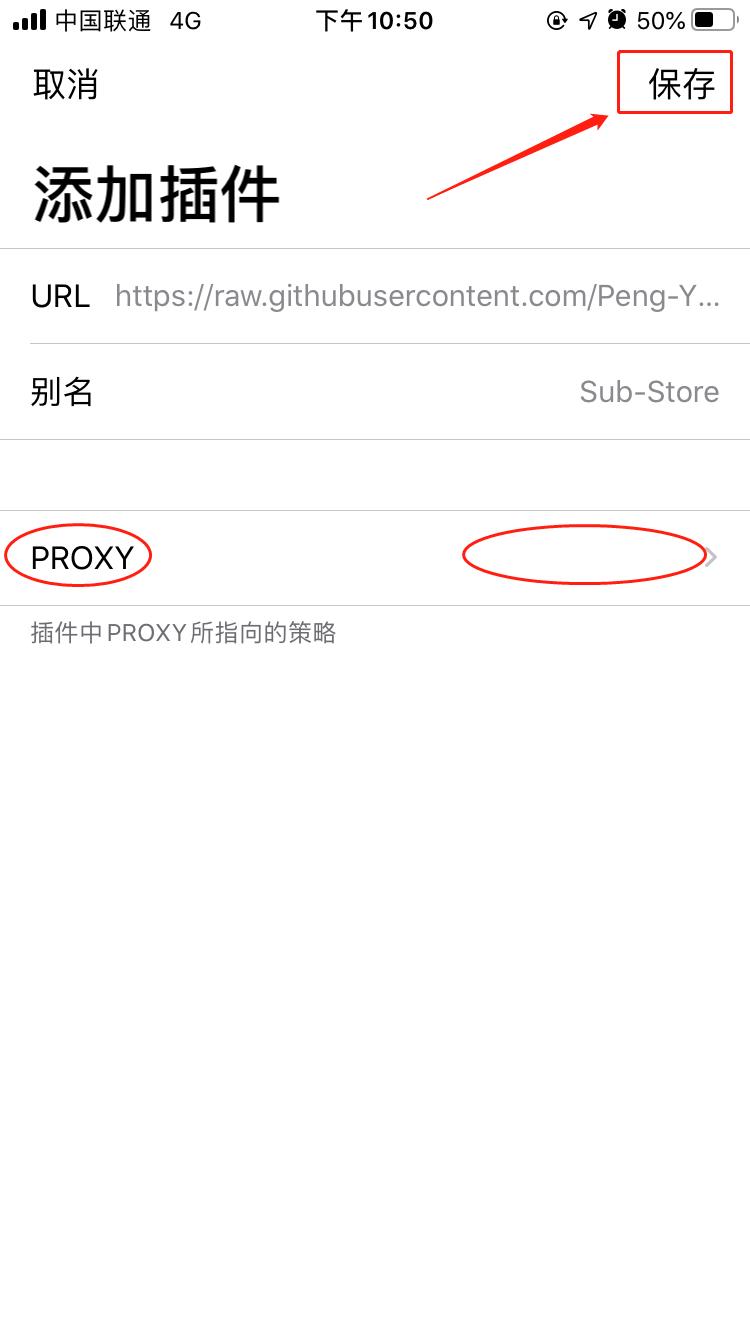 中国联通 4G 下午10:50 50%
取消 保存
添加插件
URL https://raw.githubusercontent.com/Peng-Y...
别名 Sub-Store
PROXY
插件中PROXY所指向的策略